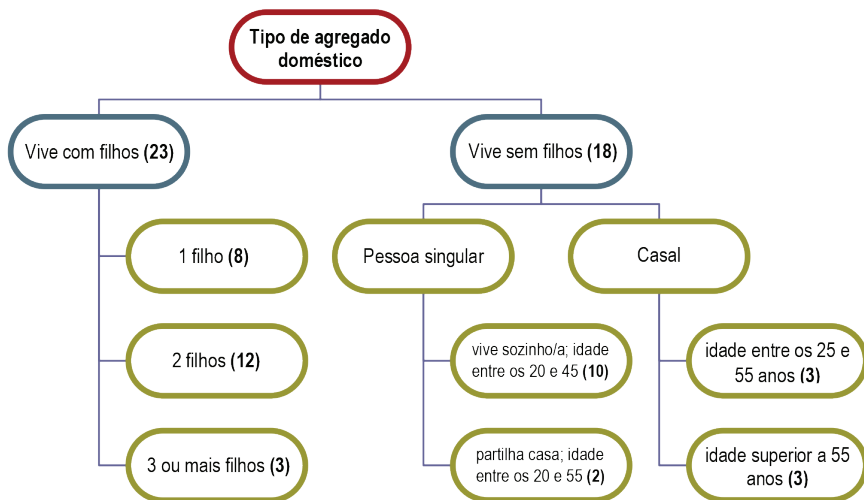 Tipo de agregado
doméstico
Vive com filhos (23)
Vive sem filhos (18)
1 filho (8)
2 filhos (12)
3 ou mais filhos (3)
Pessoa singular
Casal
vive sozinho/a; idade
entre os 20 e 45 (10)
partilha casa; idade
entre os 20 e 55 (2)
idade entre os 25 e
55 anos (3)
idade superior a 55
anos (3)